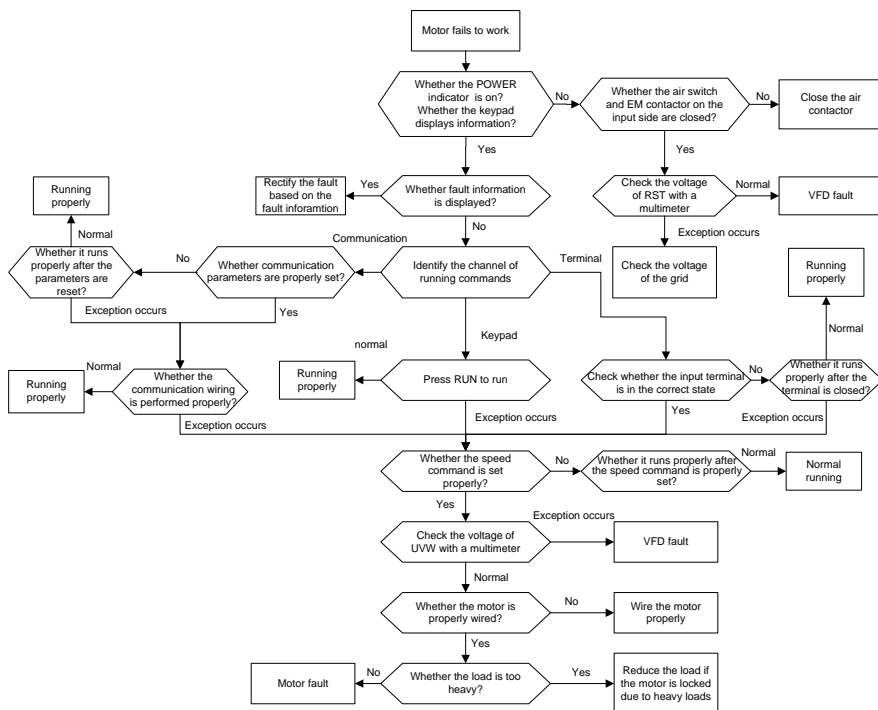 Motor fails to work
Whether the POWER
indicator is on?
Whether the keypad
displays information?
No
Whether the air switch
and EM contactor on the
input side are closed?
No
Close the air
contactor
Yes
Yes
Running
properly
Rectify the fault
based on the
fault inforamtion
Yes
Whether fault information
is displayed?
Check the voltage
of RST with a
multimeter
Normal
VFD fault
Normal
No
Exception occurs
Communication
Terminal
Whether it runs
properly after
the parameters are
reset?
No
Whether communication
parameters are properly set?
Identify the channel of
running commands
Check the voltage
of the grid
Running
properly
Exception occurs
Yes
Keypad
Normal
normal
Running
properly
Normal
Whether the
communication wiring
is performed properly?
Running
properly
Press RUN to run
Check whether the input terminal
is in the correct state
No
Whether it runs
properly after the
terminal is closed?
Exception occurs
Exception occurs
Yes
Exception occurs
Whether the speed
command is set
properly?
No
Whether it runs properly after
the speed command is properly
set?
Normal
Normal
running
Yes
Exception occurs
Check the voltage of
UVW with a multimeter
VFD fault
Normal
Whether the motor is
properly wired?
No
Wire the motor
properly
Yes
Motor fault
No
Whether the load is too
heavy?
Yes
Reduce the load if
the motor is locked
due to heavy loads